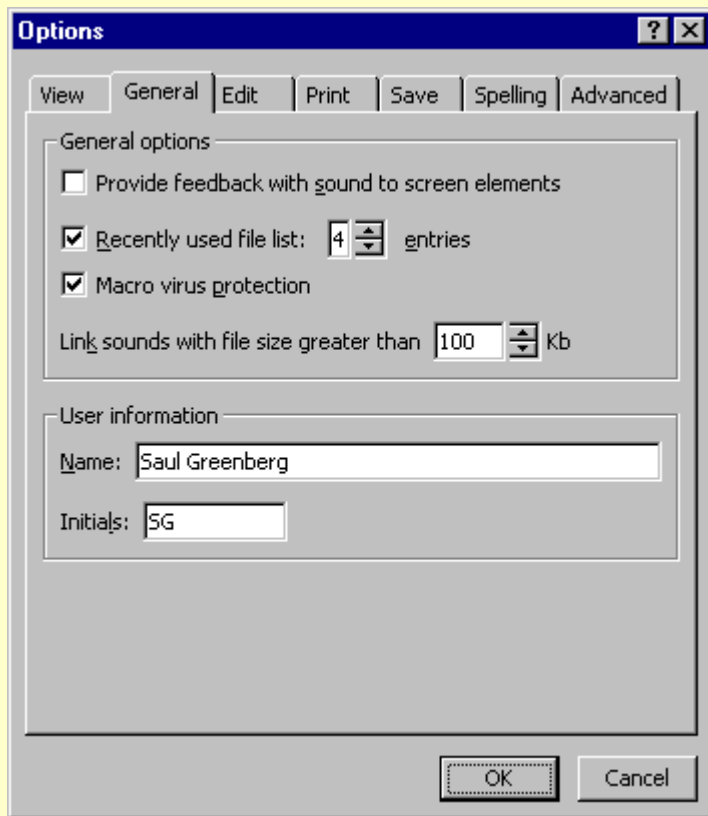 Options
View General Edit Print Save Spelling Advanced
General options
Provide feedback with sound to screen elements
Recently used file list: 4 entries
Macro virus protection
Link sounds with file size greater than 100 Kb
User information
Name: Saul Greenberg
Initials: SG
OK Cancel